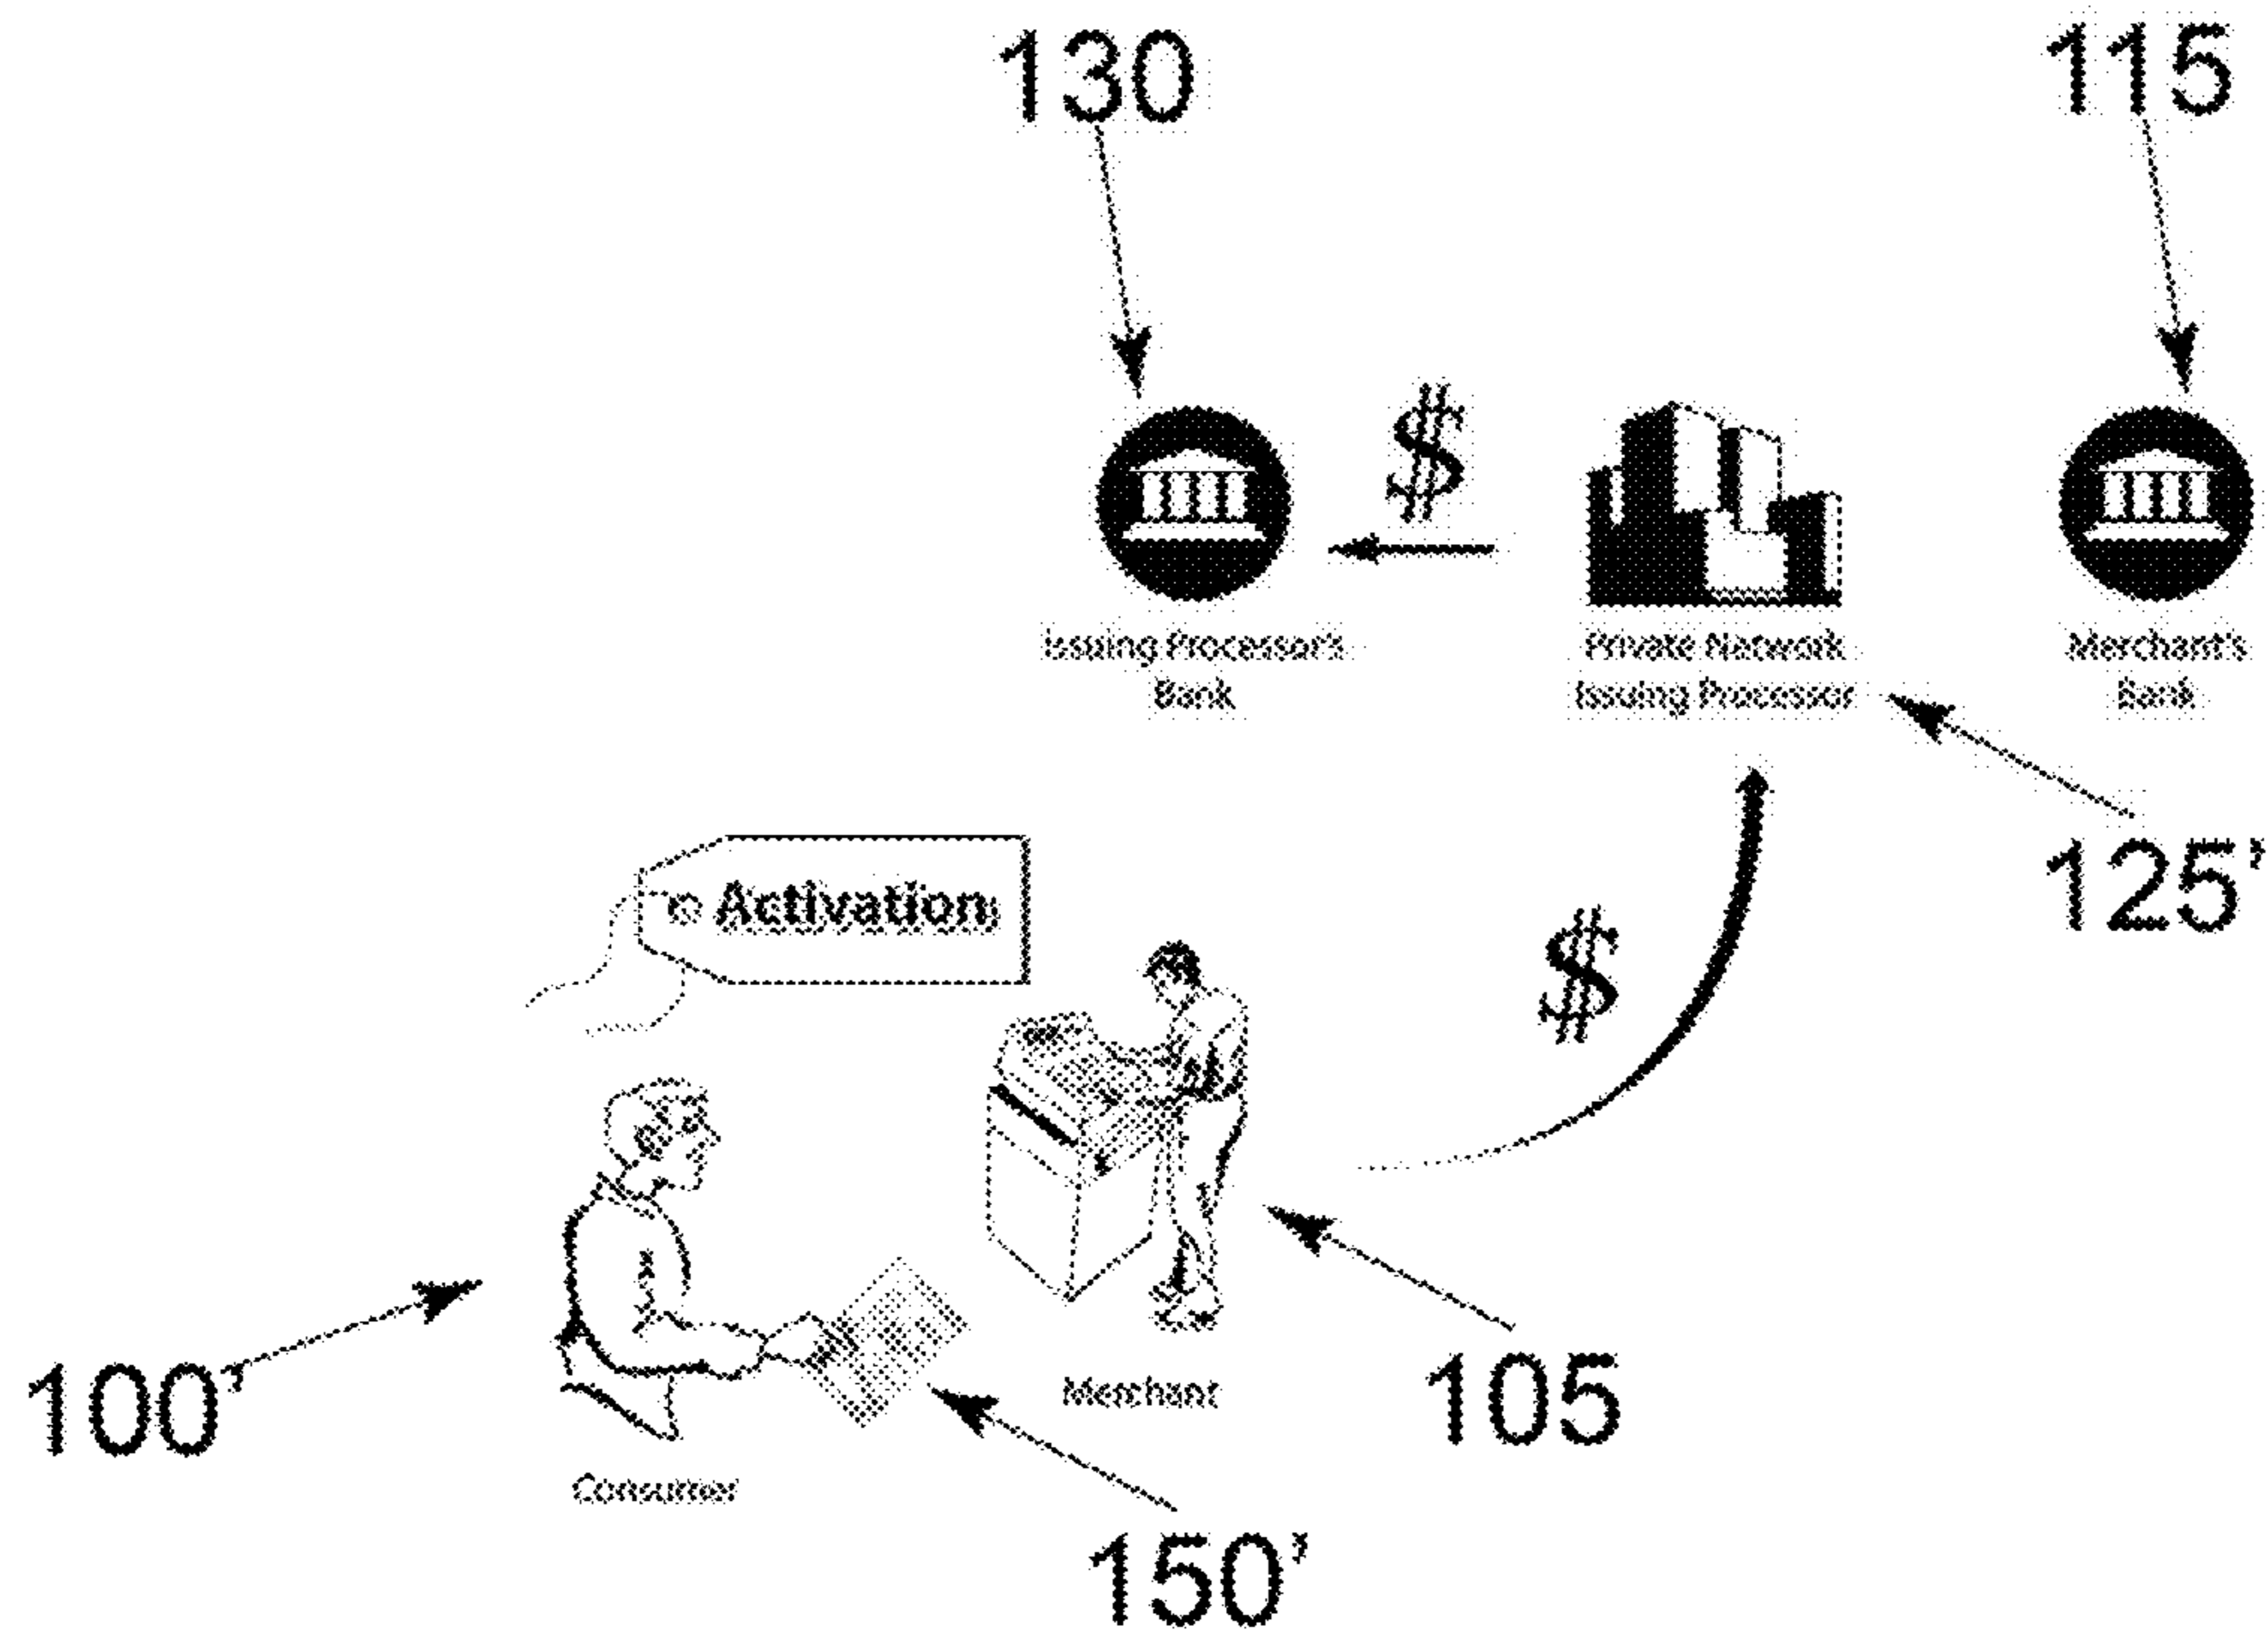 130
115
$
Issuing Processor's
Bank
Private Network
Issuing Processor
Merchant's
Bank
125'
Activation
$
100'
Merchant
105
Consumer
150'